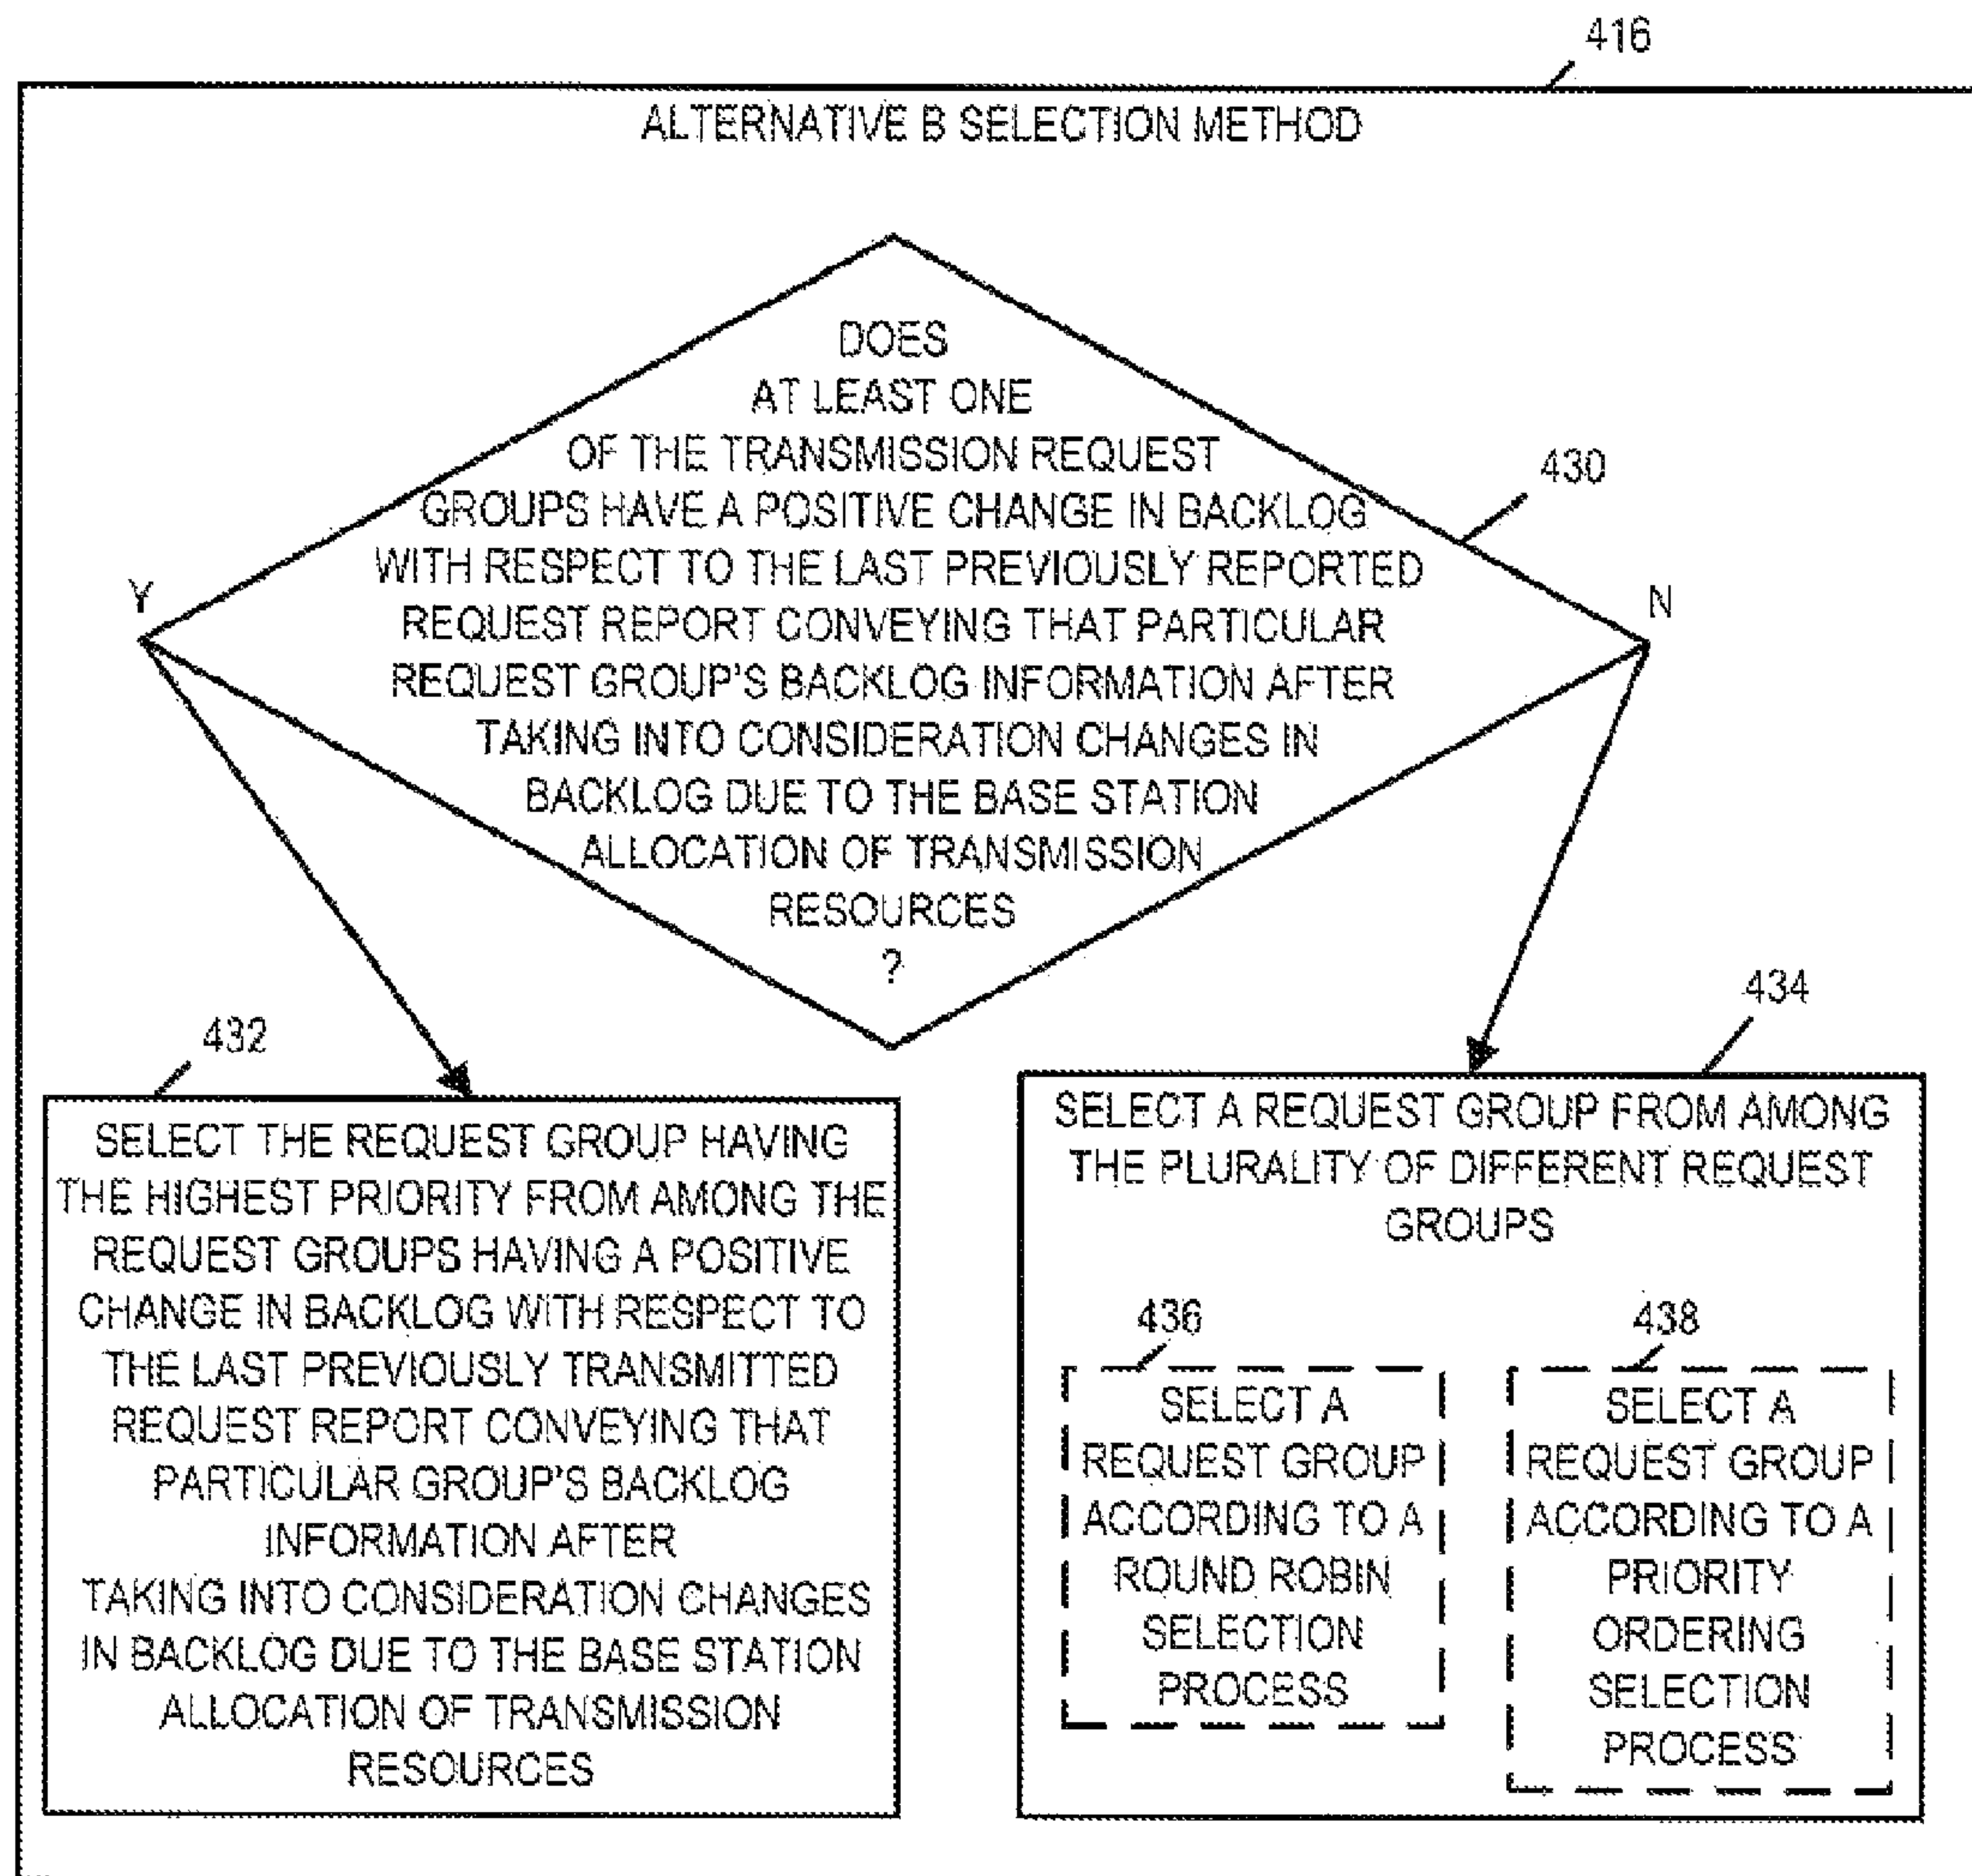 416
ALTERNATIVE B SELECTION METHOD
DOES
AT LEAST ONE
OF THE TRANSMISSION REQUEST
GROUPS HAVE A POSITIVE CHANGE IN BACKLOG
WITH RESPECT TO THE LAST PREVIOUSLY REPORTED
REQUEST REPORT CONVEYING THAT PARTICULAR
REQUEST GROUP'S BACKLOG INFORMATION AFTER
TAKING INTO CONSIDERATION CHANGES IN
BACKLOG DUE TO THE BASE STATION
ALLOCATION OF TRANSMISSION
RESOURCES
?
430
Y
N
432
SELECT THE REQUEST GROUP HAVING
THE HIGHEST PRIORITY FROM AMONG THE
REQUEST GROUPS HAVING A POSITIVE
CHANGE IN BACKLOG WITH RESPECT TO
THE LAST PREVIOUSLY TRANSMITTED
REQUEST REPORT CONVEYING THAT
PARTICULAR GROUP'S BACKLOG
INFORMATION AFTER
TAKING INTO CONSIDERATION CHANGES
IN BACKLOG DUE TO THE BASE STATION
ALLOCATION OF TRANSMISSION
RESOURCES
434
SELECT A REQUEST GROUP FROM AMONG
THE PLURALITY OF DIFFERENT REQUEST
GROUPS
436
SELECT A
REQUEST GROUP
ACCORDING TO A
ROUND ROBIN
SELECTION
PROCESS
438
SELECT A
REQUEST GROUP
ACCORDING TO A
PRIORITY
ORDERING
SELECTION
PROCESS